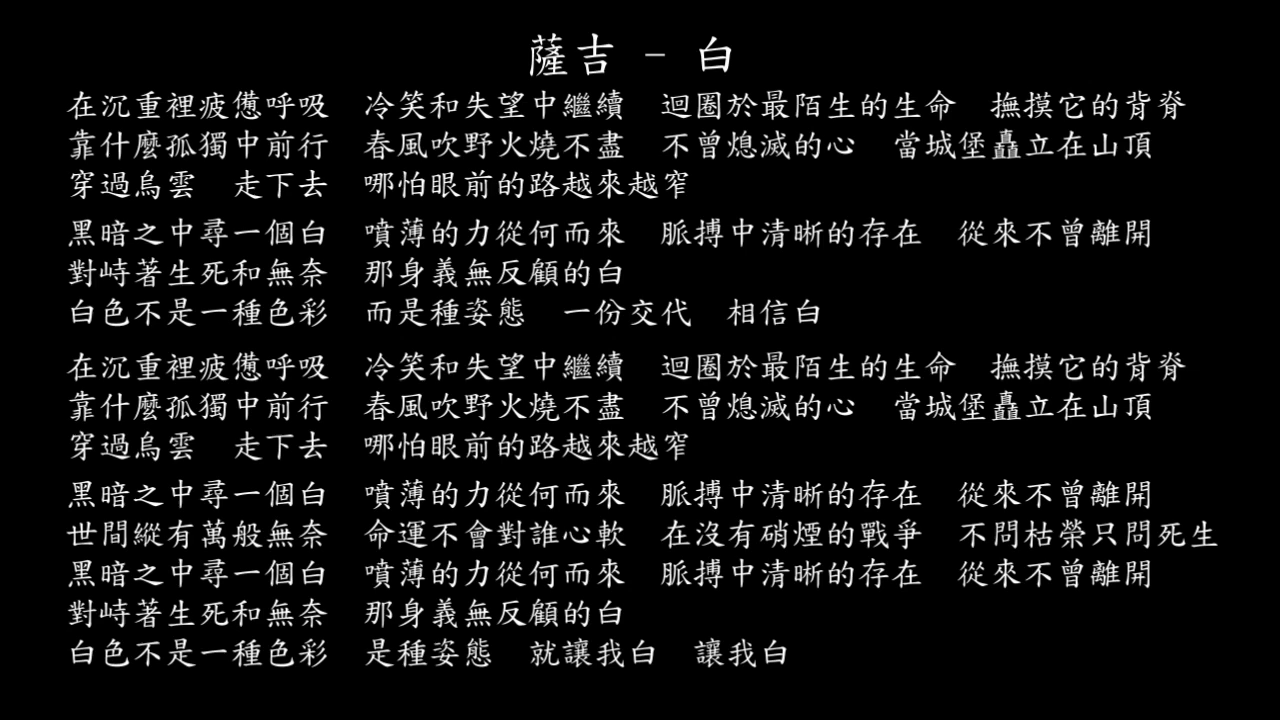 薩吉 - 白
在沉重裡疲憊呼吸　冷笑和失望中繼續　迴圈於最陌生的生命　撫摸它的背脊
靠什麼孤獨中前行　春風吹野火燒不盡　不曾熄滅的心　當城堡矗立在山頂
穿過烏雲　走下去　哪怕眼前的路越來越窄
黑暗之中尋一個白　噴薄的力從何而來　脈搏中清晰的存在　從來不曾離開
對峙著生死和無奈　那身義無反顧的白
白色不是一種色彩　而是種姿態　一份交代　相信白
在沉重裡疲憊呼吸　冷笑和失望中繼續　迴圈於最陌生的生命　撫摸它的背脊
靠什麼孤獨中前行　春風吹野火燒不盡　不曾熄滅的心　當城堡矗立在山頂
穿過烏雲　走下去　哪怕眼前的路越來越窄
黑暗之中尋一個白　噴薄的力從何而來　脈搏中清晰的存在　從來不曾離開
世間縱有萬般無奈　命運不會對誰心軟　在沒有硝煙的戰爭　不問枯榮只問死生
黑暗之中尋一個白　噴薄的力從何而來　脈搏中清晰的存在　從來不曾離開
對峙著生死和無奈　那身義無反顧的白
白色不是一種色彩　是種姿態　就讓我白　讓我白